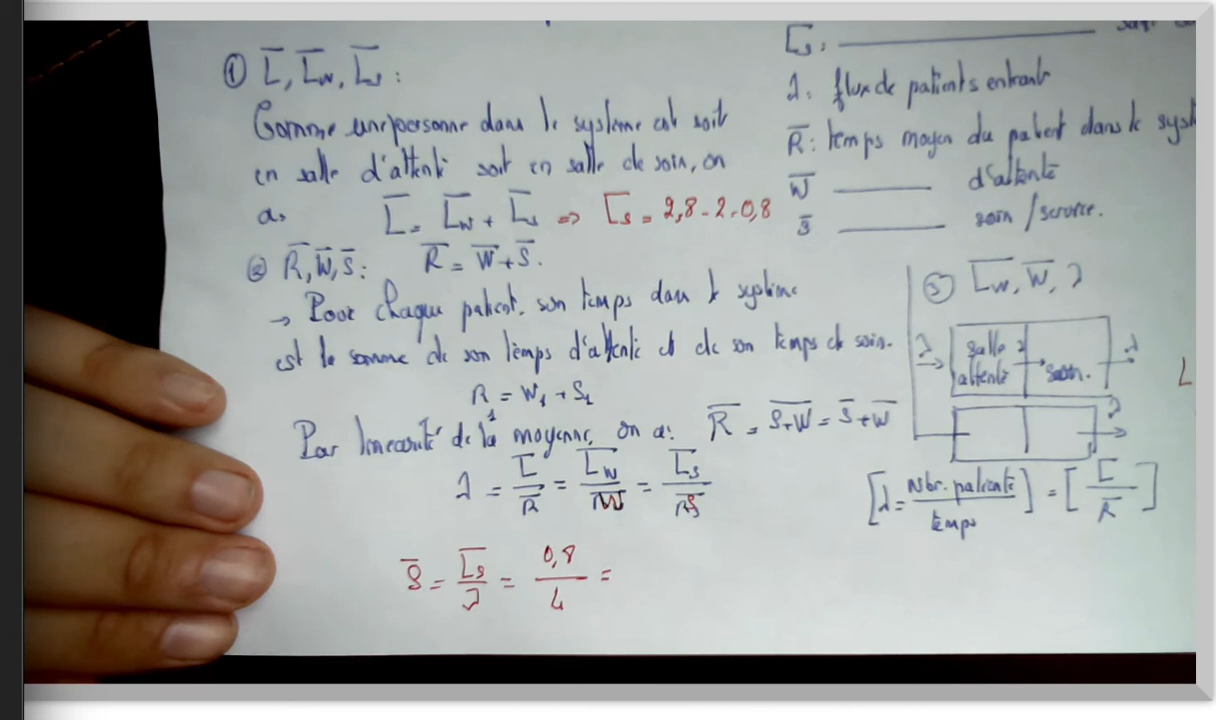 ① L̅, L̅w, L̅s :
Comme une personne dans le système est soit
en salle d'attente soit en salle de soin, on
a. L̅ = L̅w + L̅s => L̅s = 2,8 - 2 = 0,8
② R̅, W̅, S̅ : R̅ = W̅ + S̅.
→ Pour chaque patient, son temps dans le système
est la somme de son temps d'attente et de son temps de soin.
R₁ = W₁ + S₁
Par linéarité de la moyenne, on a : R̅ = S+W = S̅ + W̅
λ = L̅/R̅ = L̅w/W̅ = L̅s/S̅
S̅ = L̅s/λ = 0,8/4 =
L̅s :
λ : flux de patients entrant
R̅ : temps moyen du patient dans le syst
W̅ d'attente
S̅ soin / service.
③ L̅w, W̅, λ
λ salle attente soin. λ
λ
[λ = Nbr. patients/temps] = [L̅/R̅]
L